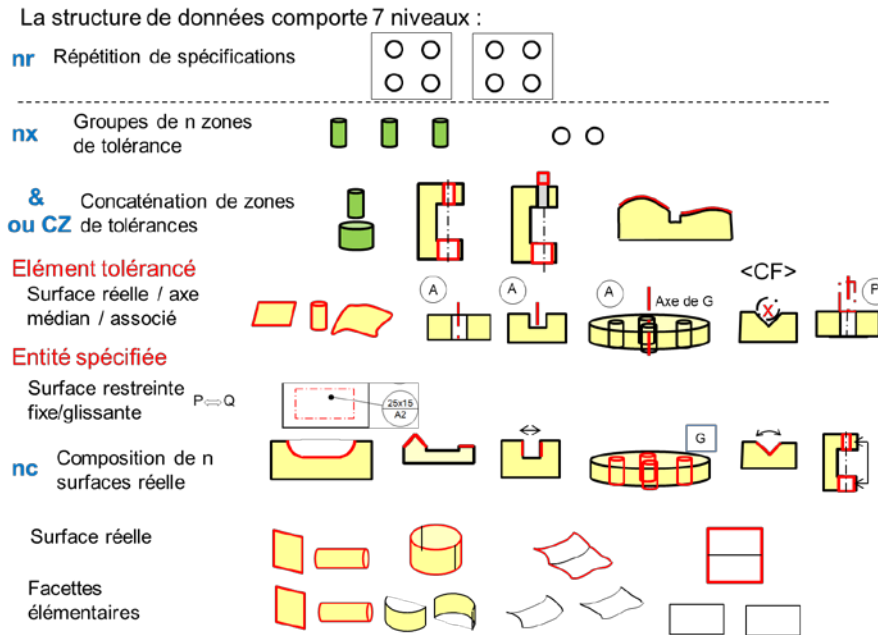 La structure de données comporte 7 niveaux :
nr Répétition de spécifications
nx Groupes de n zones
de tolérance
&
ou CZ Concaténation de zones
de tolérances
Elément tolérancé
<CF>
Surface réelle / axe
médian / associé
A
A
A
Axe de G
x
P
Entité spécifiée
Surface restreinte
fixe/glissante
P⇔Q
25x15
A2
nc Composition de n
surfaces réelle
G
Surface réelle
Facettes
élémentaires